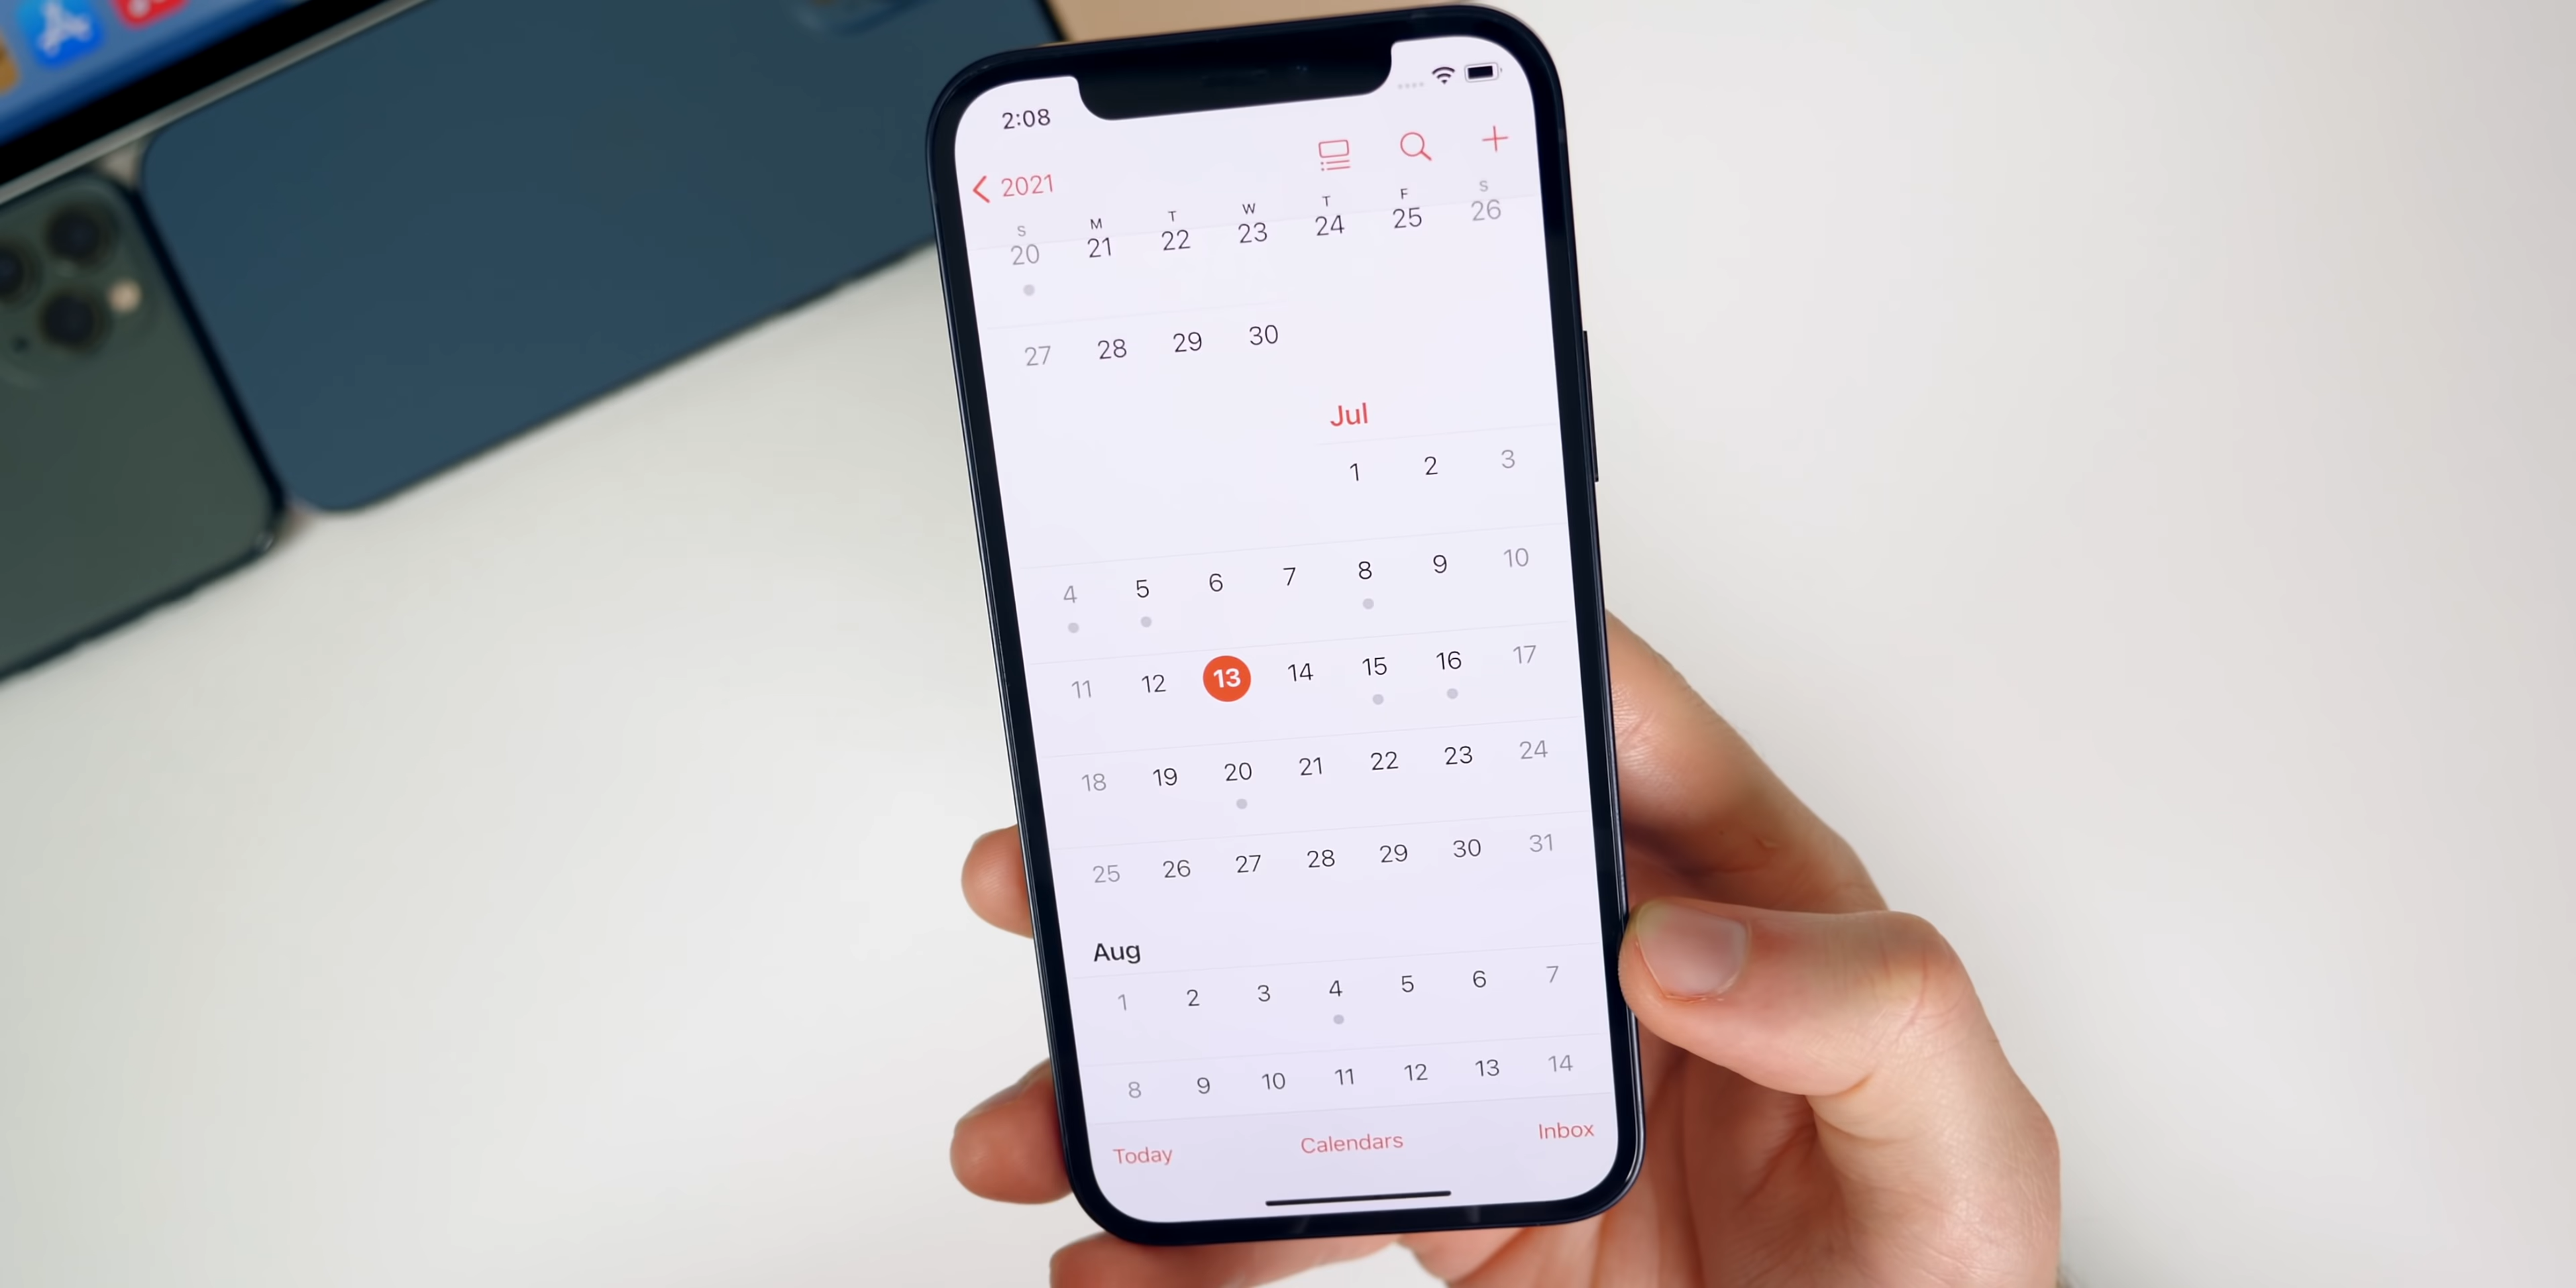 2:08
2021
S M T W T F S
20 21 22 23 24 25 26
27 28 29 30
Jul
1 2 3
4 5 6 7 8 9 10
11 12 13 14 15 16 17
18 19 20 21 22 23 24
25 26 27 28 29 30 31
Aug
1 2 3 4 5 6 7
8 9 10 11 12 13 14
Today Calendars Inbox